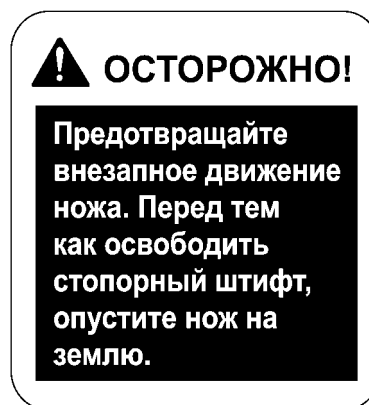 ОСТОРОЖНО!
Предотвращайте
внезапное движение
ножа. Перед тем
как освободить
стопорный штифт,
опустите нож на
землю.